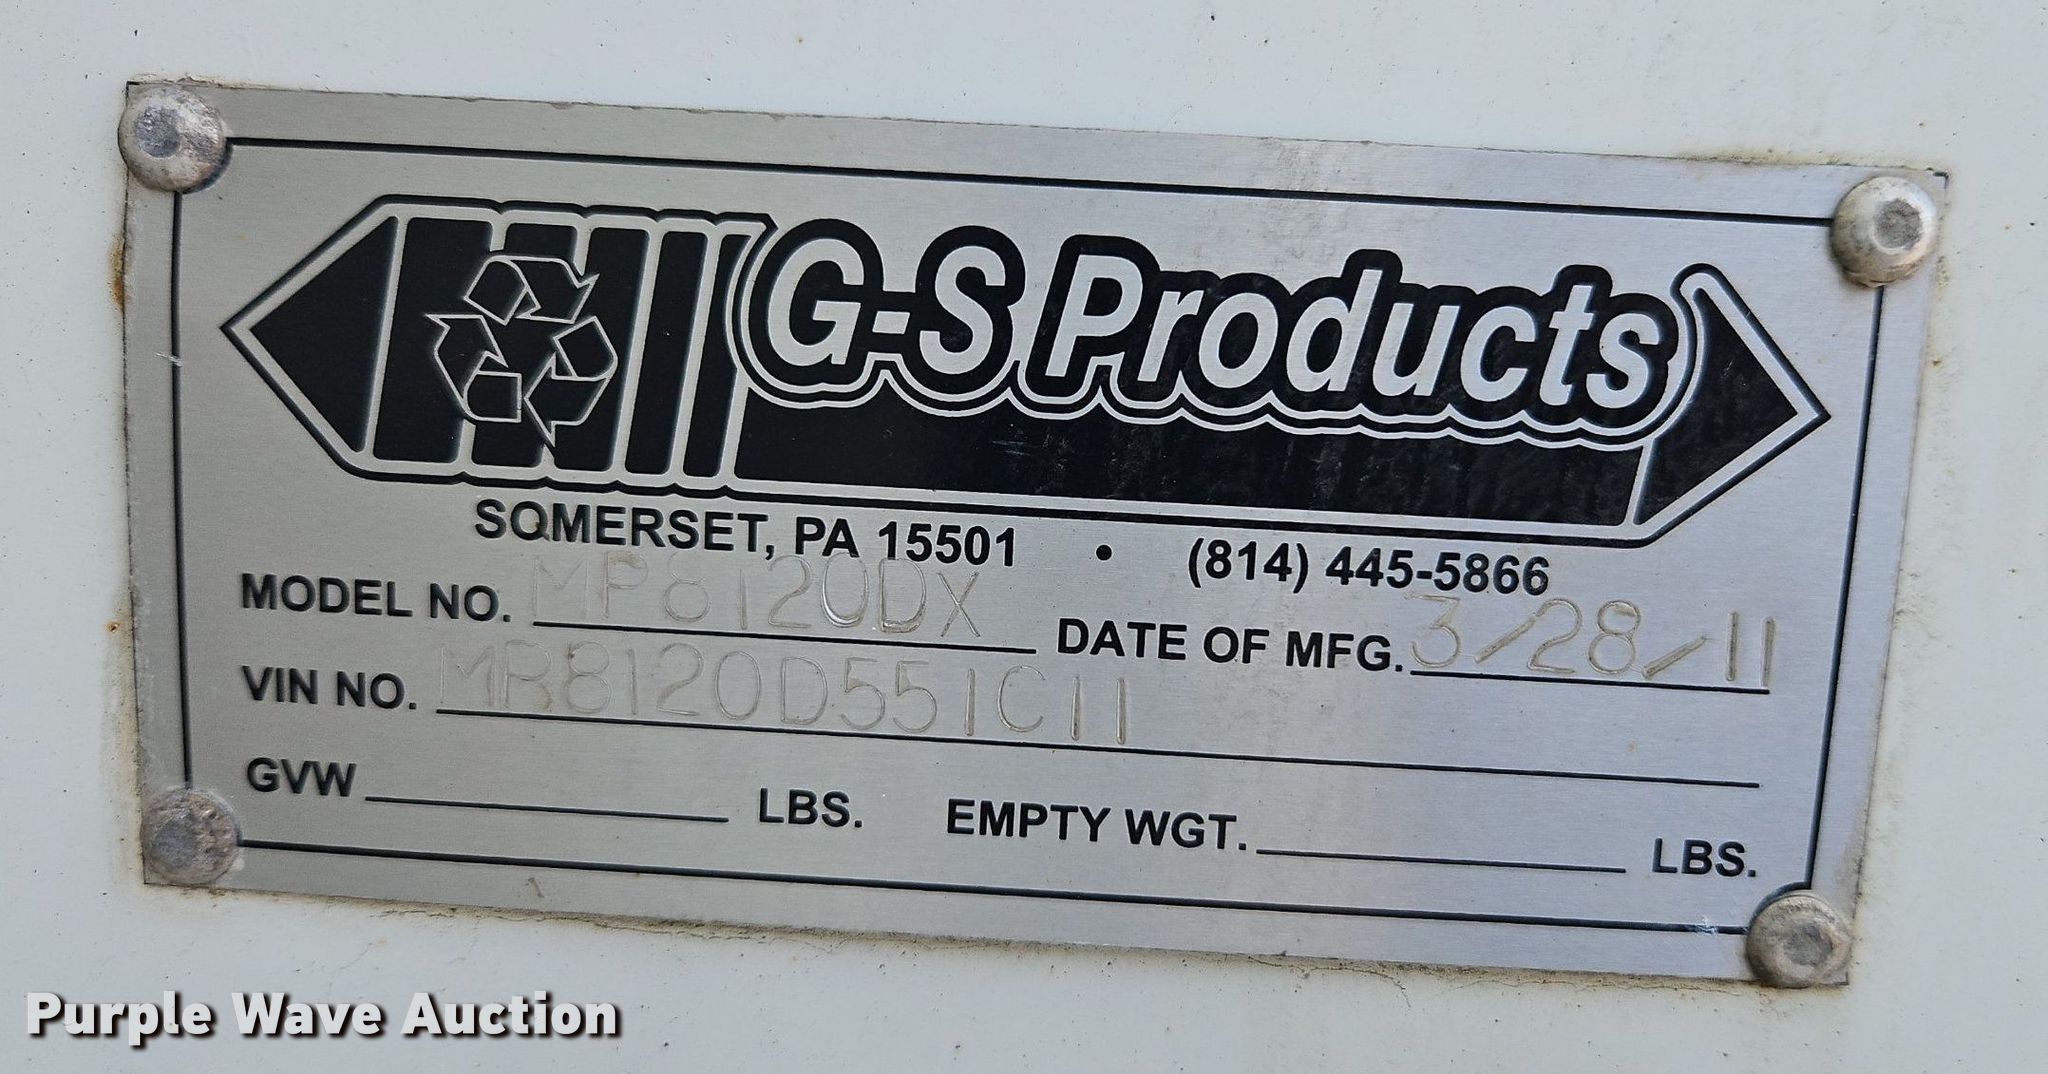 G-S Products
SOMERSET, PA 15501 • (814) 445-5866
MODEL NO. MP8120DX DATE OF MFG. 3/28/11
VIN NO. MR8120D551C11
GVW LBS. EMPTY WGT. LBS.
Purple Wave Auction